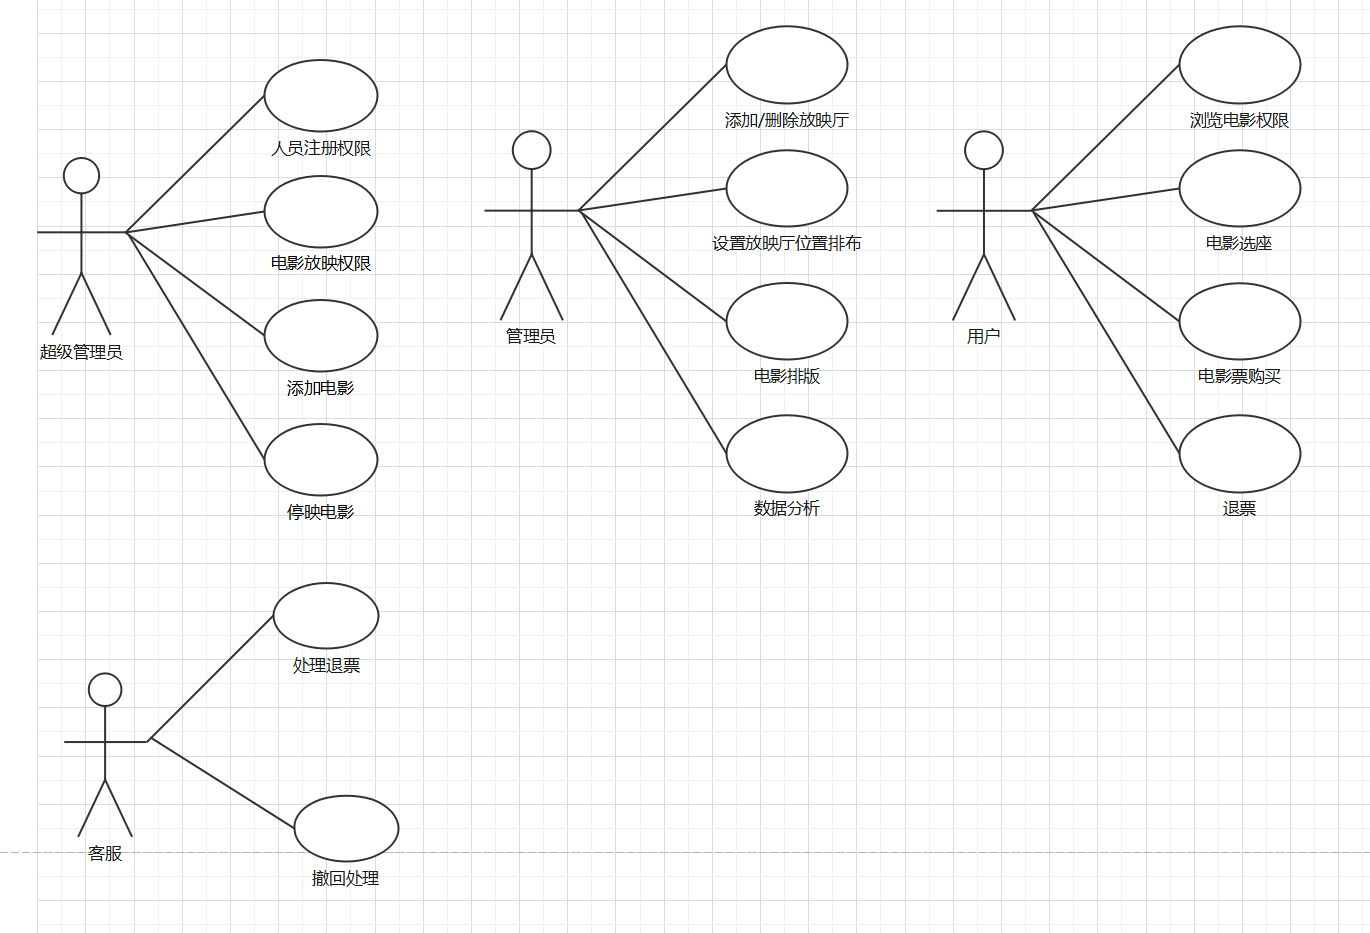 人员注册权限
电影放映权限
添加电影
停映电影
超级管理员
添加/删除放映厅
设置放映厅位置排布
电影排版
数据分析
管理员
浏览电影权限
电影选座
电影票购买
退票
用户
处理退票
撤回处理
客服